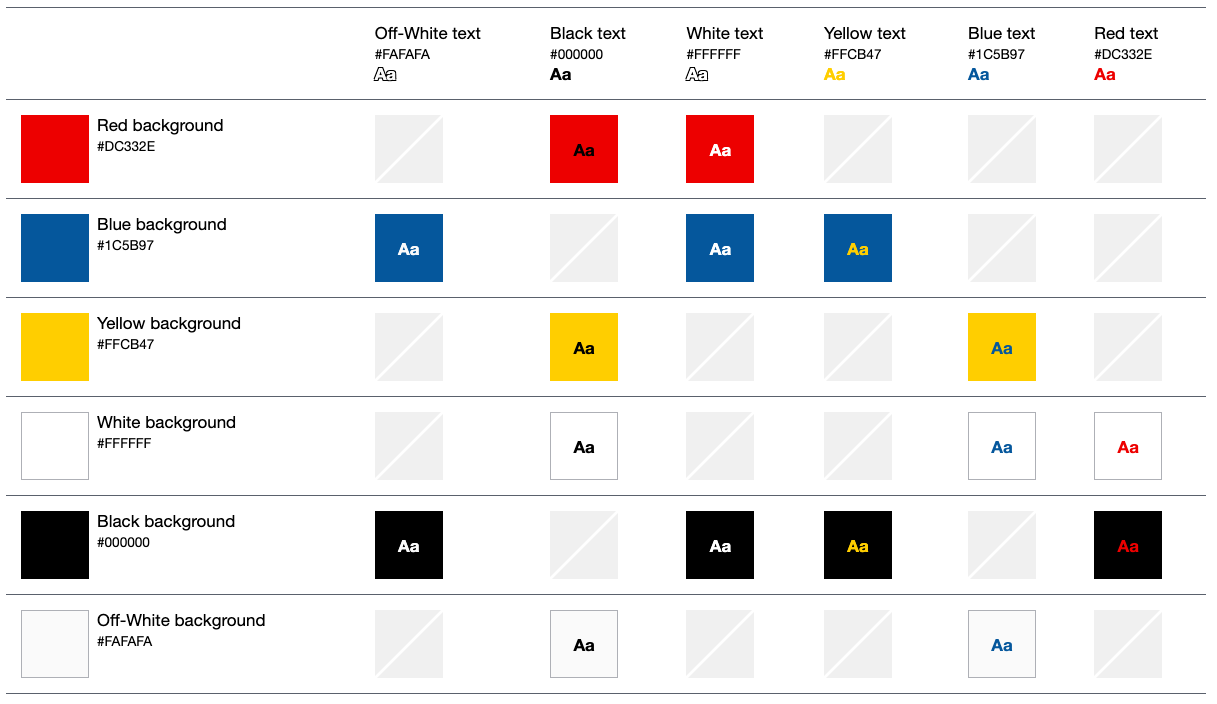 Off-White text Black text White text Yellow text Blue text Red text
#FAFAFA #000000 #FFFFFF #FFCB47 #1C5B97 #DC332E
Aa Aa Aa Aa Aa Aa
Red background
#DC332E
Aa Aa
Blue background
#1C5B97
Aa Aa Aa
Yellow background
#FFCB47
Aa Aa
White background
#FFFFFF
Aa Aa Aa
Black background
#000000
Aa Aa Aa Aa
Off-White background
#FAFAFA
Aa Aa